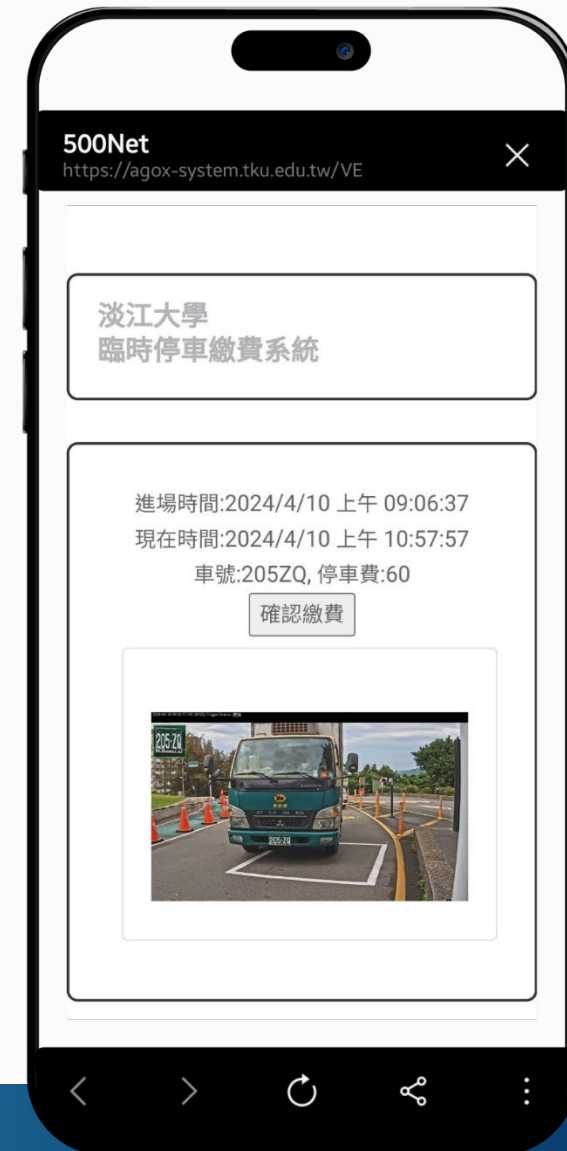 500Net
https://agox-system.tku.edu.tw/VE
淡江大學
臨時停車繳費系統
進場時間:2024/4/10 上午 09:06:37
現在時間:2024/4/10 上午 10:57:57
車號:205ZQ, 停車費:60
確認繳費
205-ZQ
205-ZQ